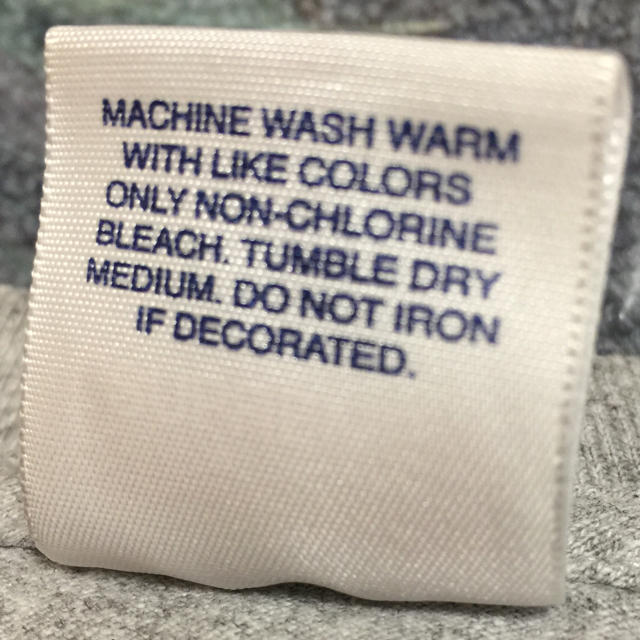 MACHINE WASH WARM
WITH LIKE COLORS
ONLY NON-CHLORINE
BLEACH. TUMBLE DRY
MEDIUM. DO NOT IRON
IF DECORATED.